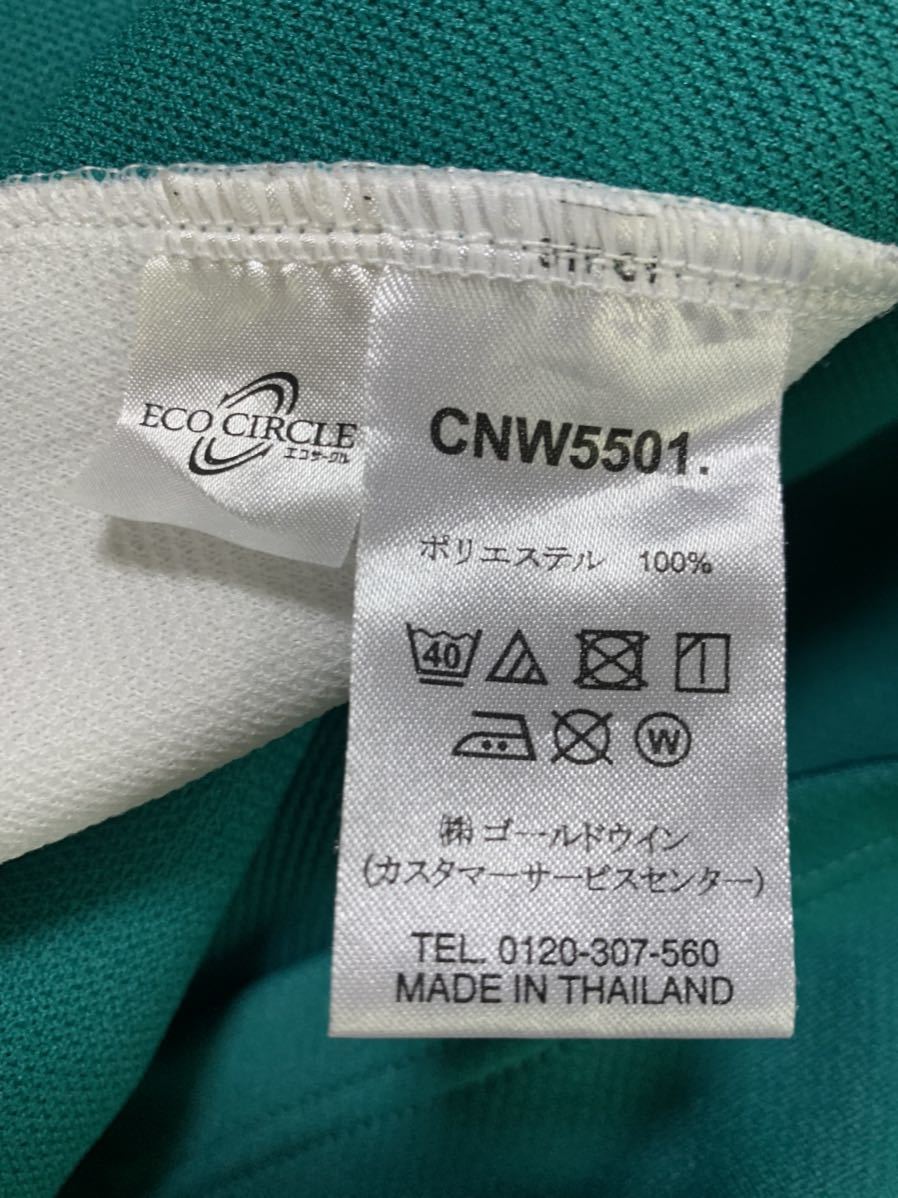 ECO CIRCLE
エコサークル
CNW5501.
ポリエステル 100%
40
W
㈱ ゴールドウイン
(カスタマーサービスセンター)
TEL. 0120-307-560
MADE IN THAILAND